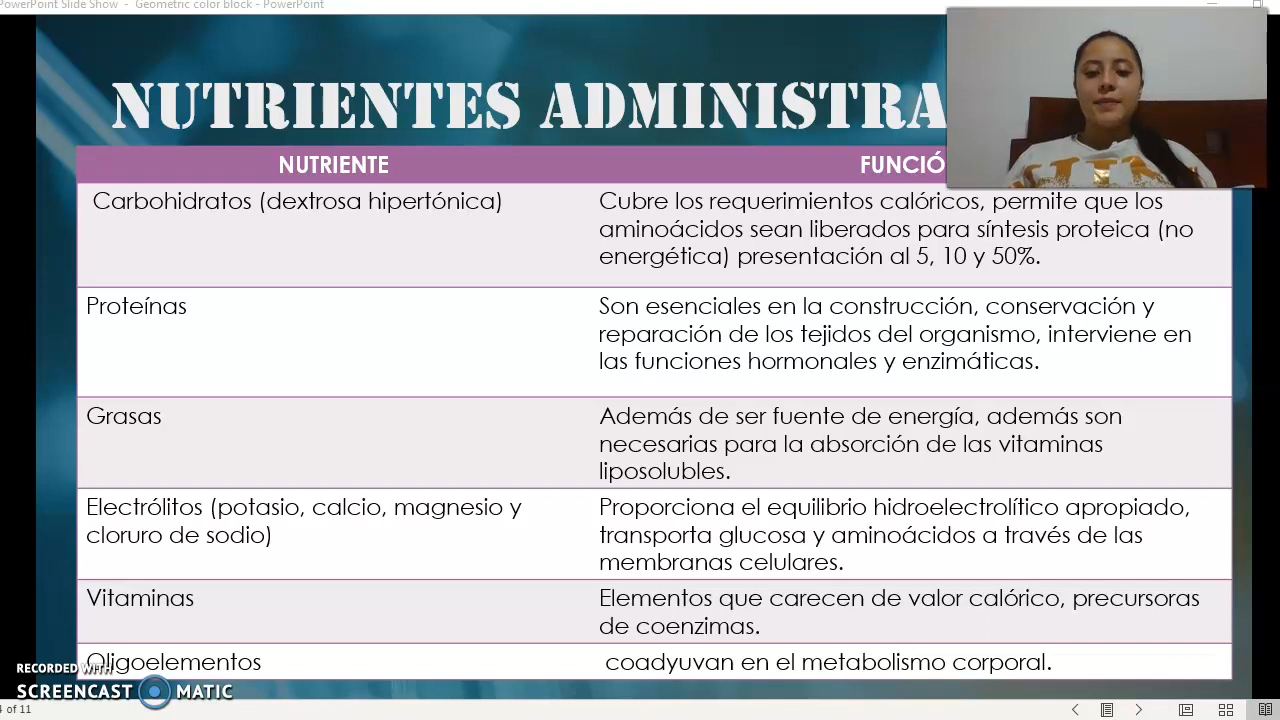 PowerPoint Slide Show - Geometric color block - PowerPoint
NUTRIENTES ADMINISTRA
NUTRIENTE
FUNCIÓ
Carbohidratos (dextrosa hipertónica)
Cubre los requerimientos calóricos, permite que los
aminoácidos sean liberados para síntesis proteica (no
energética) presentación al 5, 10 y 50%.
Proteínas
Son esenciales en la construcción, conservación y
reparación de los tejidos del organismo, interviene en
las funciones hormonales y enzimáticas.
Grasas
Además de ser fuente de energía, además son
necesarias para la absorción de las vitaminas
liposolubles.
Electrólitos (potasio, calcio, magnesio y
cloruro de sodio)
Proporciona el equilibrio hidroelectrolítico apropiado,
transporta glucosa y aminoácidos a través de las
membranas celulares.
Vitaminas
Elementos que carecen de valor calórico, precursoras
de coenzimas.
Oligoelementos
coadyuvan en el metabolismo corporal.
RECORDED WITH
SCREENCAST MATIC
of 11